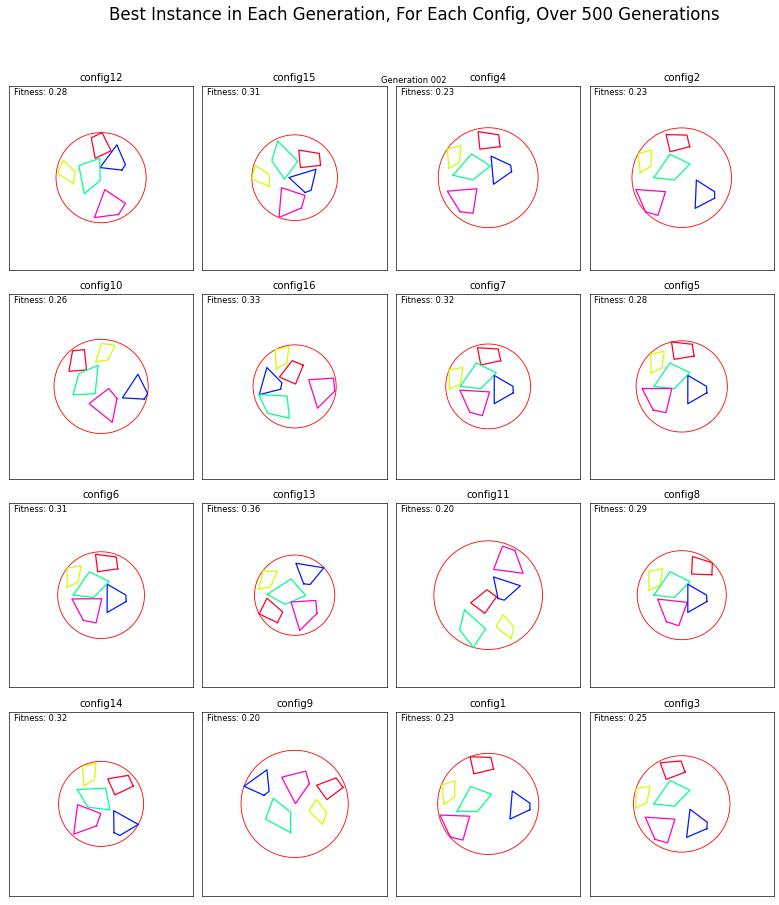 Best Instance in Each Generation, For Each Config, Over 500 Generations
Generation 002
config12
Fitness: 0.28
config15
Fitness: 0.31
config4
Fitness: 0.23
config2
Fitness: 0.23
config10
Fitness: 0.26
config16
Fitness: 0.33
config7
Fitness: 0.32
config5
Fitness: 0.28
config6
Fitness: 0.31
config13
Fitness: 0.36
config11
Fitness: 0.20
config8
Fitness: 0.29
config14
Fitness: 0.32
config9
Fitness: 0.20
config1
Fitness: 0.23
config3
Fitness: 0.25